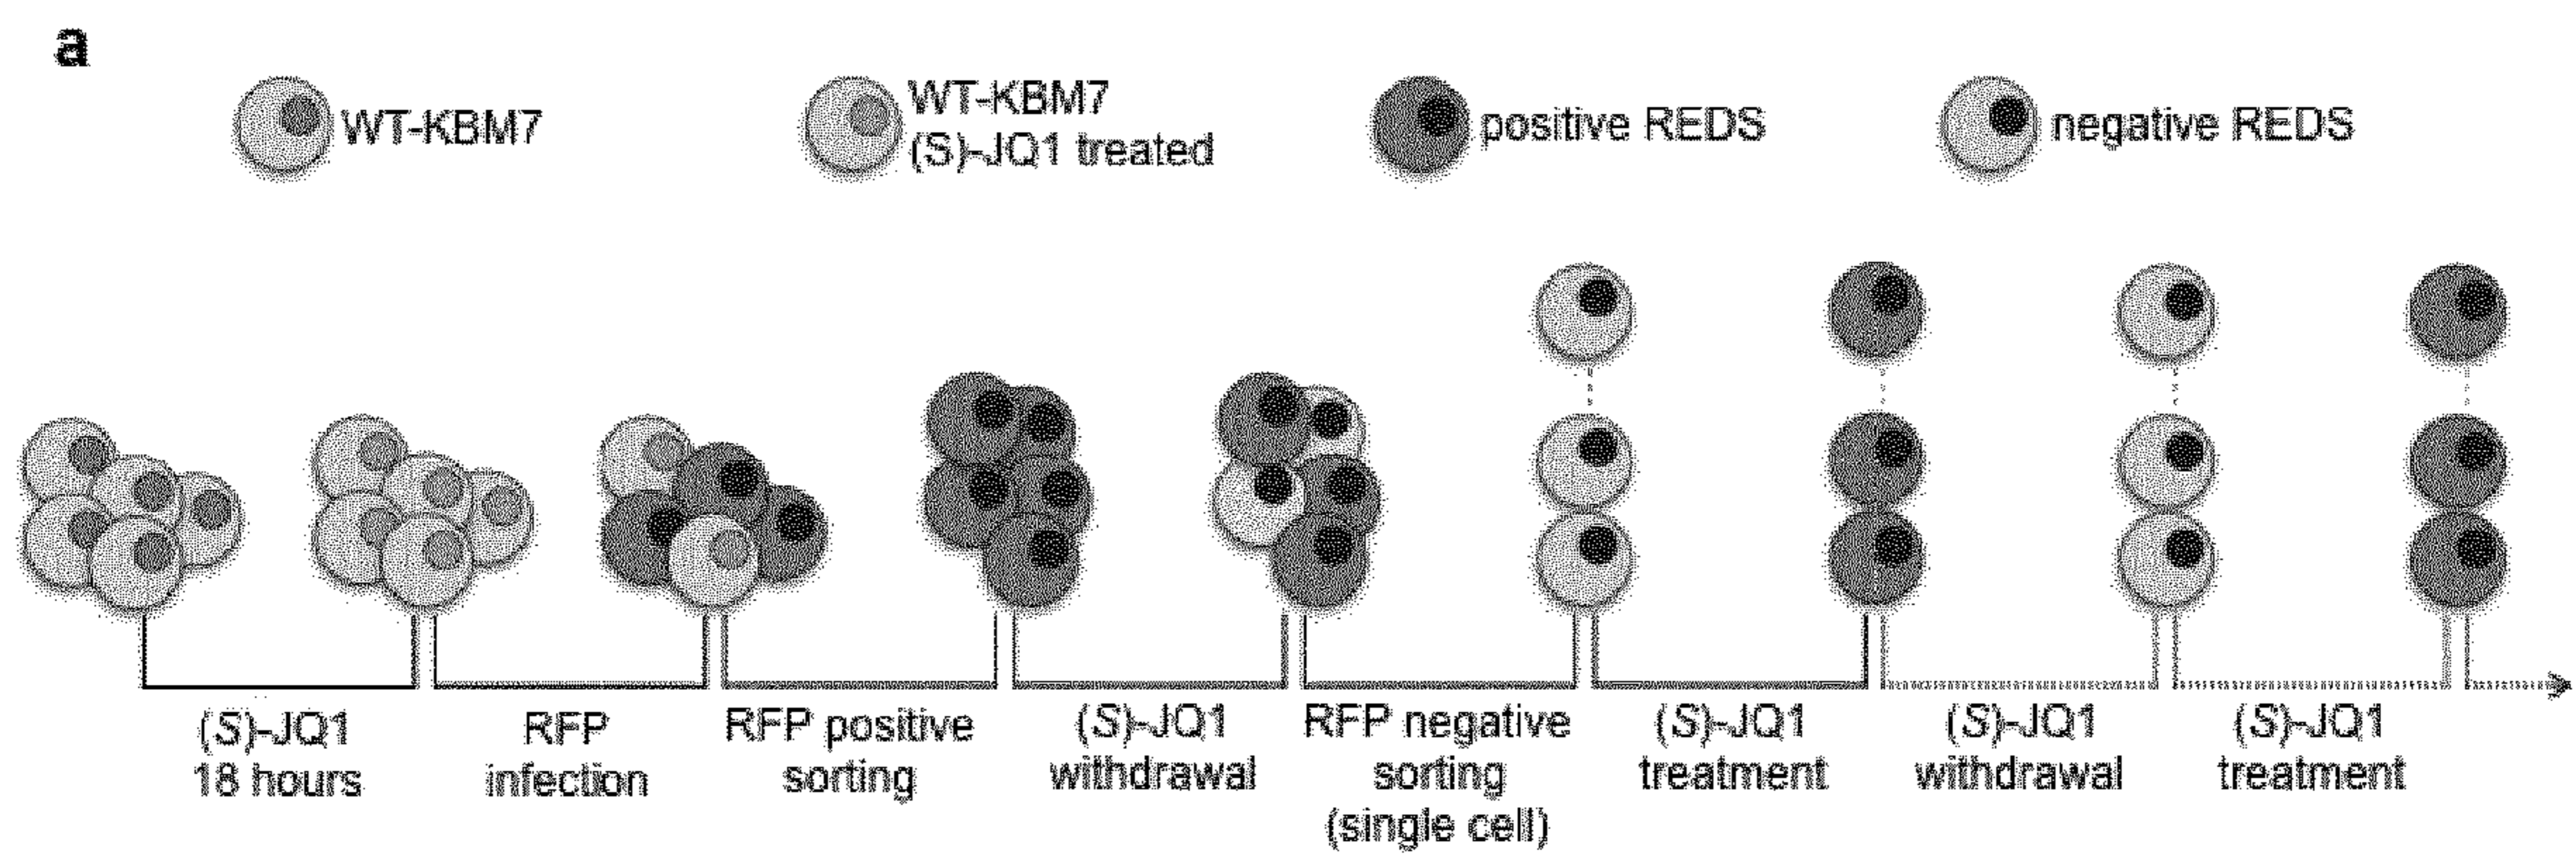 a
WT-KBM7
WT-KBM7
(S)-JQ1 treated
positive REDS
negative REDS
(S)-JQ1
18 hours
RFP
infection
RFP positive
sorting
(S)-JQ1
withdrawal
RFP negative
sorting
(single cell)
(S)-JQ1
treatment
(S)-JQ1
withdrawal
(S)-JQ1
treatment